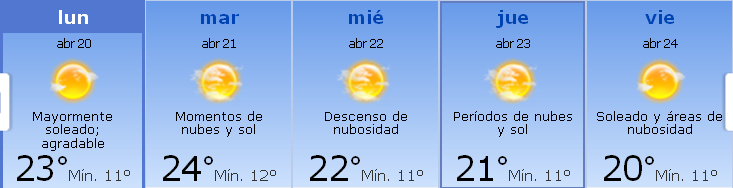 lun
abr 20
Mayormente
soleado;
agradable
23° Mín. 11°
mar
abr 21
Momentos de
nubes y sol
24° Mín. 12°
mié
abr 22
Descenso de
nubosidad
22° Mín. 11°
jue
abr 23
Períodos de nubes
y sol
21° Mín. 11°
vie
abr 24
Soleado y áreas de
nubosidad
20° Mín. 11°